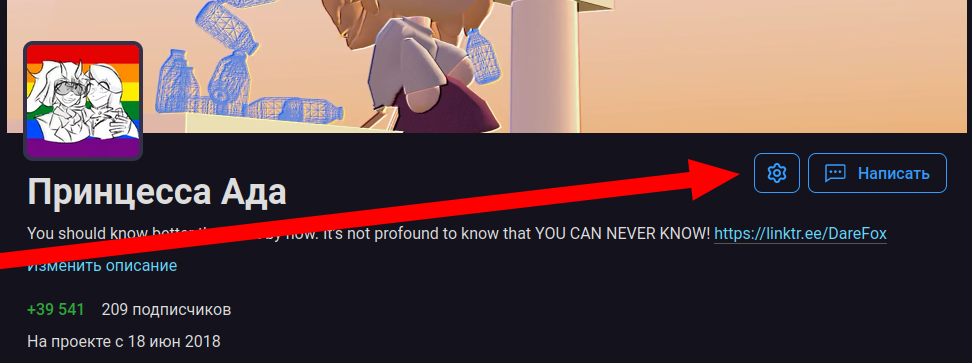 Принцесса Ада
Написать
You should know better by now. It's not profound to know that YOU CAN NEVER KNOW! https://linktr.ee/DareFox
Изменить описание
+39 541 209 подписчиков
На проекте с 18 июн 2018